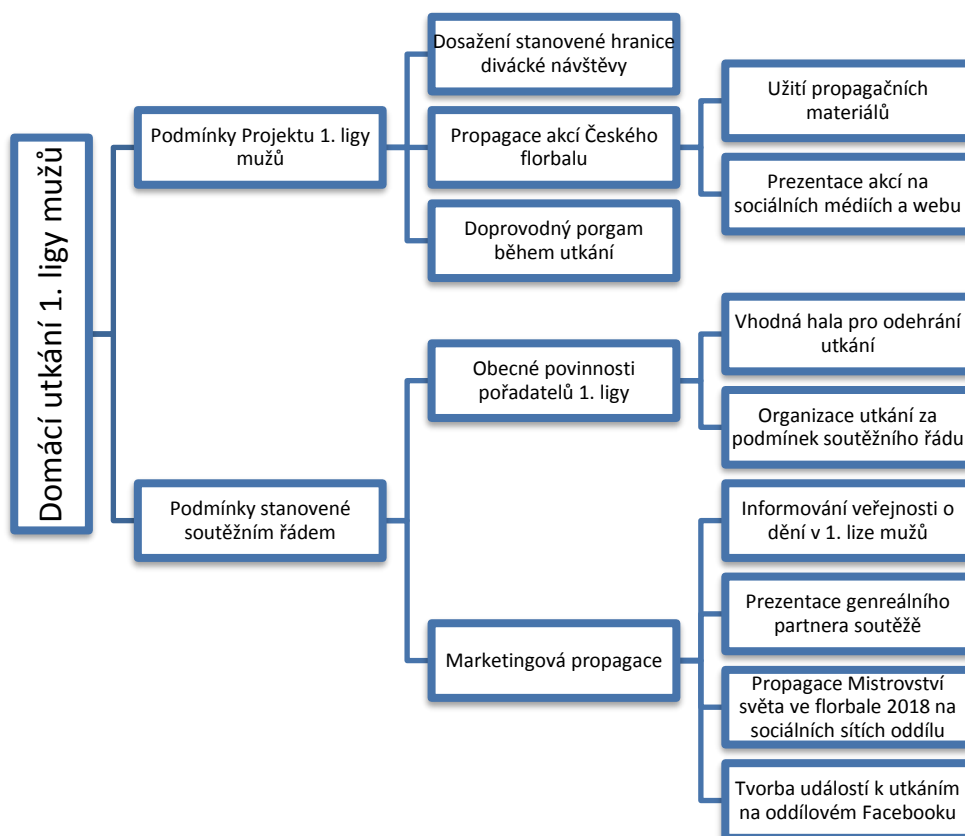 Domácí utkání 1. ligy mužů
Podmínky Projektu 1. ligy
mužů
Dosažení stanovené hranice
divácké návštěvy
Propagace akcí Českého
florbalu
Užití propagačních
materiálů
Prezentace akcí na
sociálních médiích a webu
Doprovodný porgam
během utkání
Podmínky stanovené
soutěžním řádem
Obecné povinnosti
pořadatelů 1. ligy
Vhodná hala pro odehrání
utkání
Organizace utkání za
podmínek soutěžního řádu
Marketingová propagace
Informování veřejnosti o
dění v 1. lize mužů
Prezentace genreálního
partnera soutěžě
Propagace Mistrovství
světa ve florbale 2018 na
sociálních sítích oddílu
Tvorba událostí k utkáním
na oddílovém Facebooku